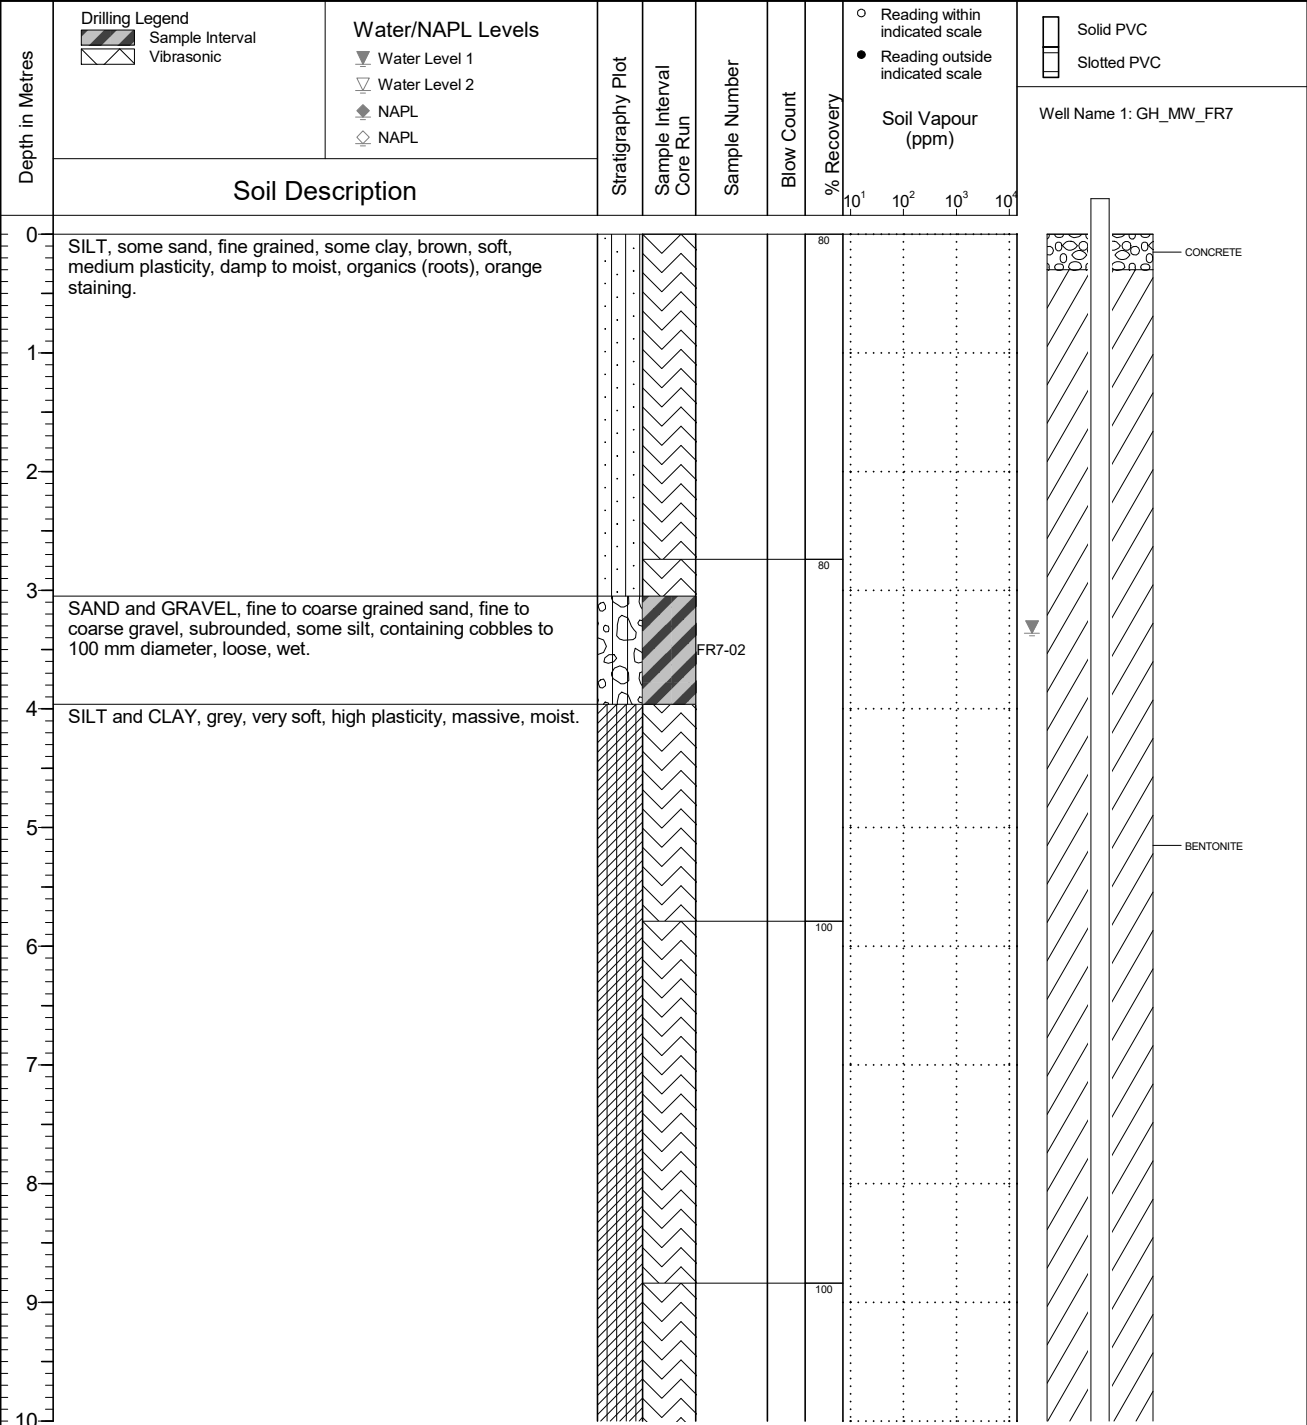 Depth in Metres
Drilling Legend
Sample Interval
Vibrasonic
Water/NAPL Levels
Water Level 1
Water Level 2
NAPL
NAPL
Soil Description
Stratigraphy Plot
Sample Interval
Core Run
Sample Number
Blow Count
% Recovery
Reading within
indicated scale
Reading outside
indicated scale
Soil Vapour
(ppm)
10¹ 10² 10³ 10⁴
Solid PVC
Slotted PVC
Well Name 1: GH_MW_FR7
0
SILT, some sand, fine grained, some clay, brown, soft,
medium plasticity, damp to moist, organics (roots), orange
staining.
80
CONCRETE
1
2
80
3
SAND and GRAVEL, fine to coarse grained sand, fine to
coarse gravel, subrounded, some silt, containing cobbles to
100 mm diameter, loose, wet.
FR7-02
4
SILT and CLAY, grey, very soft, high plasticity, massive, moist.
5
BENTONITE
100
6
7
8
100
9
10